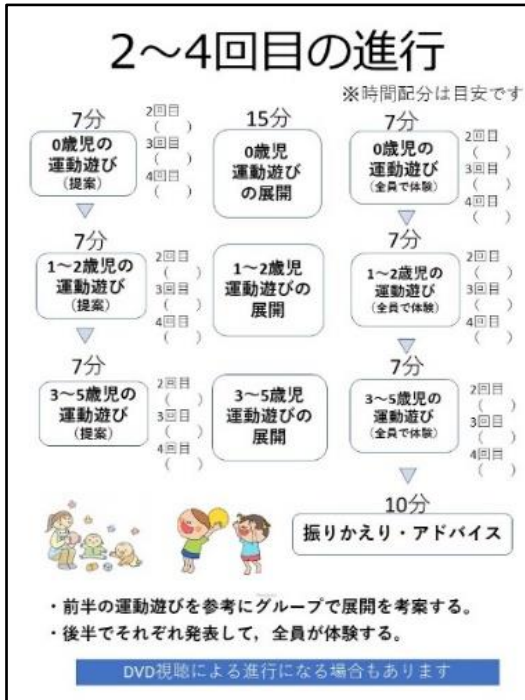 2～4回目の進行
※時間配分は目安です
7分
0歳児の
運動遊び
(提案)
2回目
(　)
3回目
(　)
4回目
(　)
7分
1～2歳児の
運動遊び
(提案)
2回目
(　)
3回目
(　)
4回目
(　)
7分
3～5歳児の
運動遊び
(提案)
2回目
(　)
3回目
(　)
4回目
(　)
15分
0歳児
運動遊び
の展開
1～2歳児
運動遊びの
展開
3～5歳児
運動遊びの
展開
7分
0歳児の
運動遊び
(全員で体験)
2回目
(　)
3回目
(　)
4回目
(　)
7分
1～2歳児の
運動遊び
(全員で体験)
2回目
(　)
3回目
(　)
4回目
(　)
7分
3～5歳児の
運動遊び
(全員で体験)
2回目
(　)
3回目
(　)
4回目
(　)
10分
振りかえり・アドバイス
・前半の運動遊びを参考にグループで展開を考案する。
・後半でそれぞれ発表して，全員が体験する。
DVD視聴による進行になる場合もあります